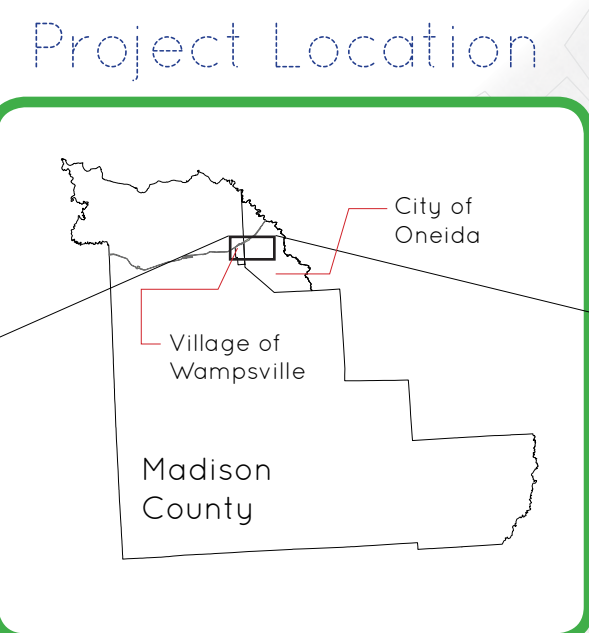 Project Location
City of
Oneida
Village of
Wampsville
Madison
County